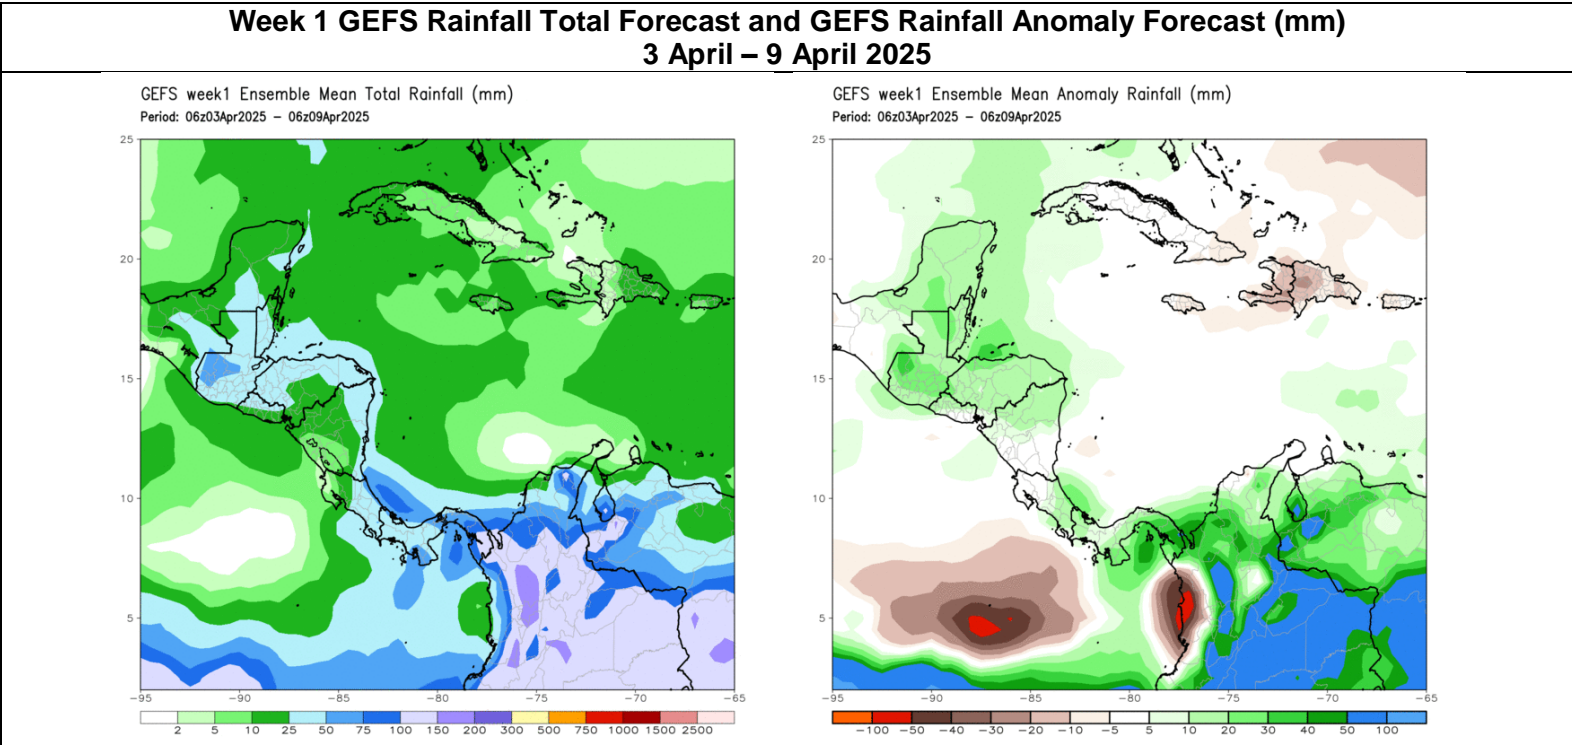 Week 1 GEFS Rainfall Total Forecast and GEFS Rainfall Anomaly Forecast (mm)
3 April – 9 April 2025
GEFS week1 Ensemble Mean Total Rainfall (mm)
Period: 06z03Apr2025 – 06z09Apr2025
25
20
15
10
5
-95 -90 -85 -80 -75 -70 -65
2 5 10 25 50 75 100 150 200 300 500 750 1000 1500 2500
GEFS week1 Ensemble Mean Anomaly Rainfall (mm)
Period: 06z03Apr2025 – 06z09Apr2025
25
20
15
10
5
-95 -90 -85 -80 -75 -70 -65
-100 -50 -40 -30 -20 -10 -5 5 10 20 30 40 50 100